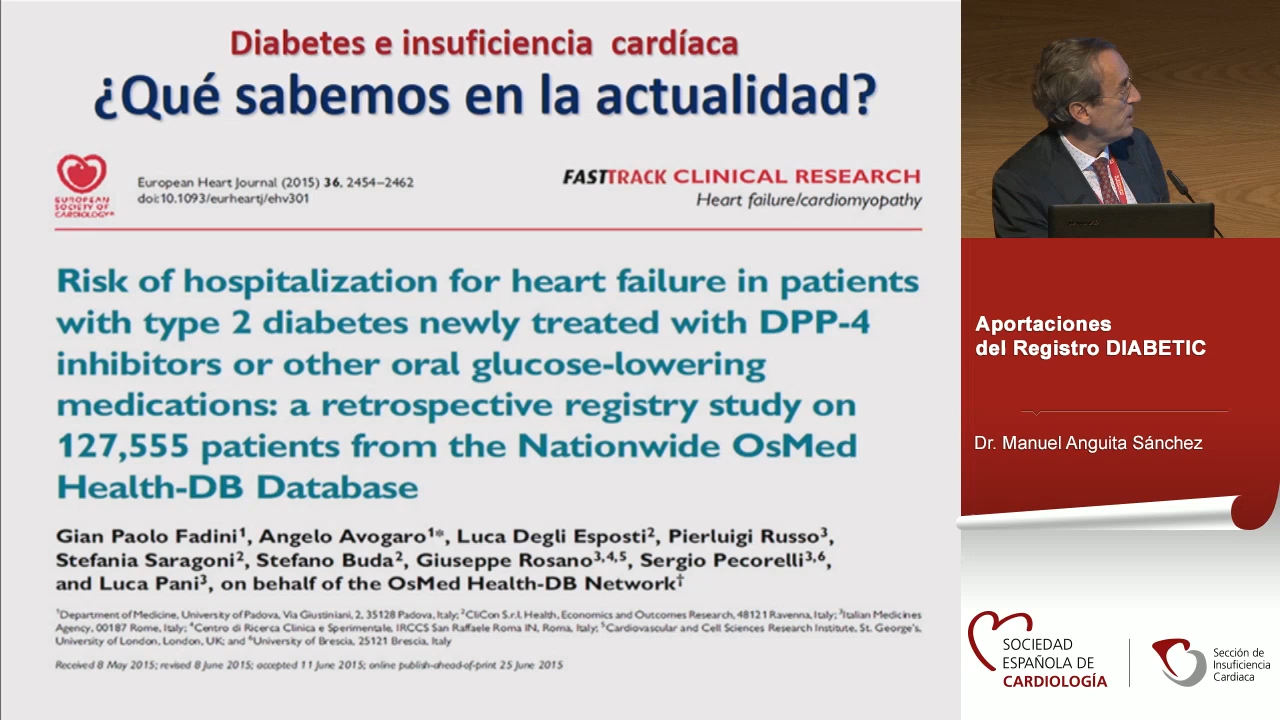 Diabetes e insuficiencia cardíaca
¿Qué sabemos en la actualidad?
EUROPEAN
SOCIETY OF
CARDIOLOGY®
European Heart Journal (2015) 36, 2454–2462
doi:10.1093/eurheartj/ehv301
FASTTRACK CLINICAL RESEARCH
Heart failure/cardiomyopathy
Risk of hospitalization for heart failure in patients
with type 2 diabetes newly treated with DPP-4
inhibitors or other oral glucose-lowering
medications: a retrospective registry study on
127,555 patients from the Nationwide OsMed
Health-DB Database
Gian Paolo Fadini¹, Angelo Avogaro¹*, Luca Degli Esposti², Pierluigi Russo³,
Stefania Saragoni², Stefano Buda², Giuseppe Rosano³,⁴,⁵, Sergio Pecorelli³,⁶,
and Luca Pani³, on behalf of the OsMed Health-DB Network†
¹Department of Medicine, University of Padova, Via Giustiniani, 2, 35128 Padova, Italy; ²CliCon S.r.l. Health, Economics and Outcomes Research, 48121 Ravenna, Italy; ³Italian Medicines
Agency, 00187 Rome, Italy; ⁴Centro di Ricerca Clinica e Sperimentale, IRCCS San Raffaele Roma IN, Roma, Italy; ⁵Cardiovascular and Cell Sciences Research Institute, St. George's,
University of London, London, UK; and ⁶University of Brescia, 25121 Brescia, Italy
Received 8 May 2015; revised 8 June 2015; accepted 11 June 2015; online publish-ahead-of-print 25 June 2015
Aportaciones
del Registro DIABETIC
Dr. Manuel Anguita Sánchez
SOCIEDAD
ESPAÑOLA DE
CARDIOLOGÍA
Sección de
Insuficiencia
Cardiaca